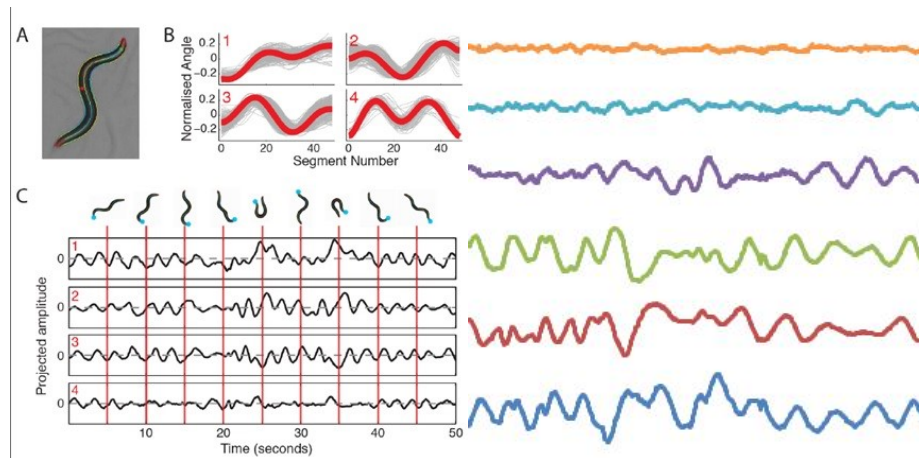 A
B
Normalised Angle
0.2
0
-0.2
0.2
0
-0.2
1
2
3
4
0 20 40 0 20 40
Segment Number
C
Projected amplitude
0
0
0
0
1
2
3
4
10 20 30 40 50
Time (seconds)